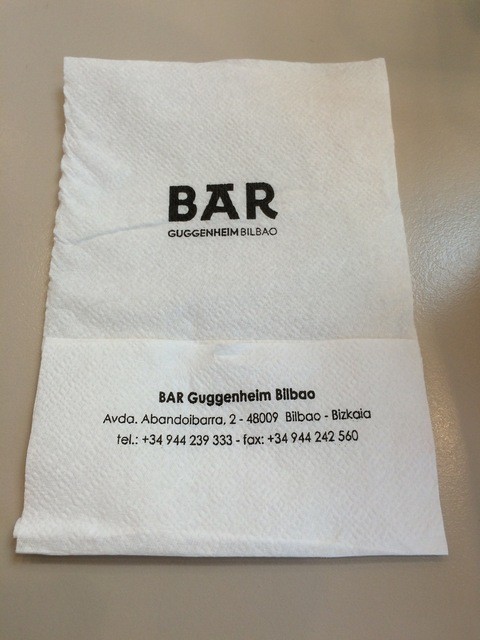 BAR
GUGGENHEIM BILBAO
BAR Guggenheim Bilbao
Avda. Abandoibarra, 2 - 48009 Bilbao - Bizkaia
tel.: +34 944 239 333 - fax: +34 944 242 560